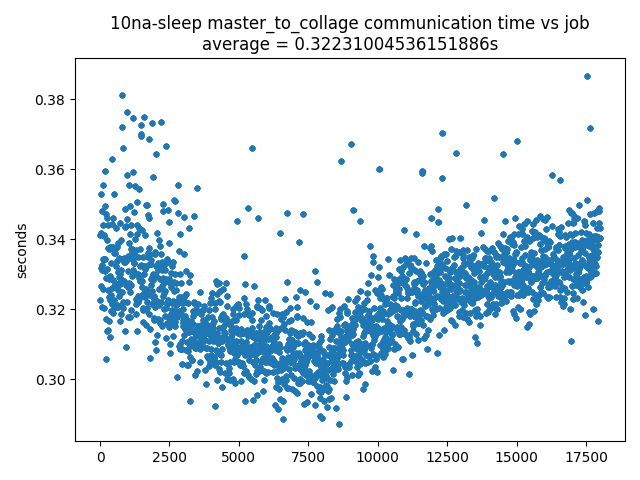 10na-sleep master_to_collage communication time vs job
average = 0.32231004536151886s
seconds
0.38
0.36
0.34
0.32
0.30
0 2500 5000 7500 10000 12500 15000 17500